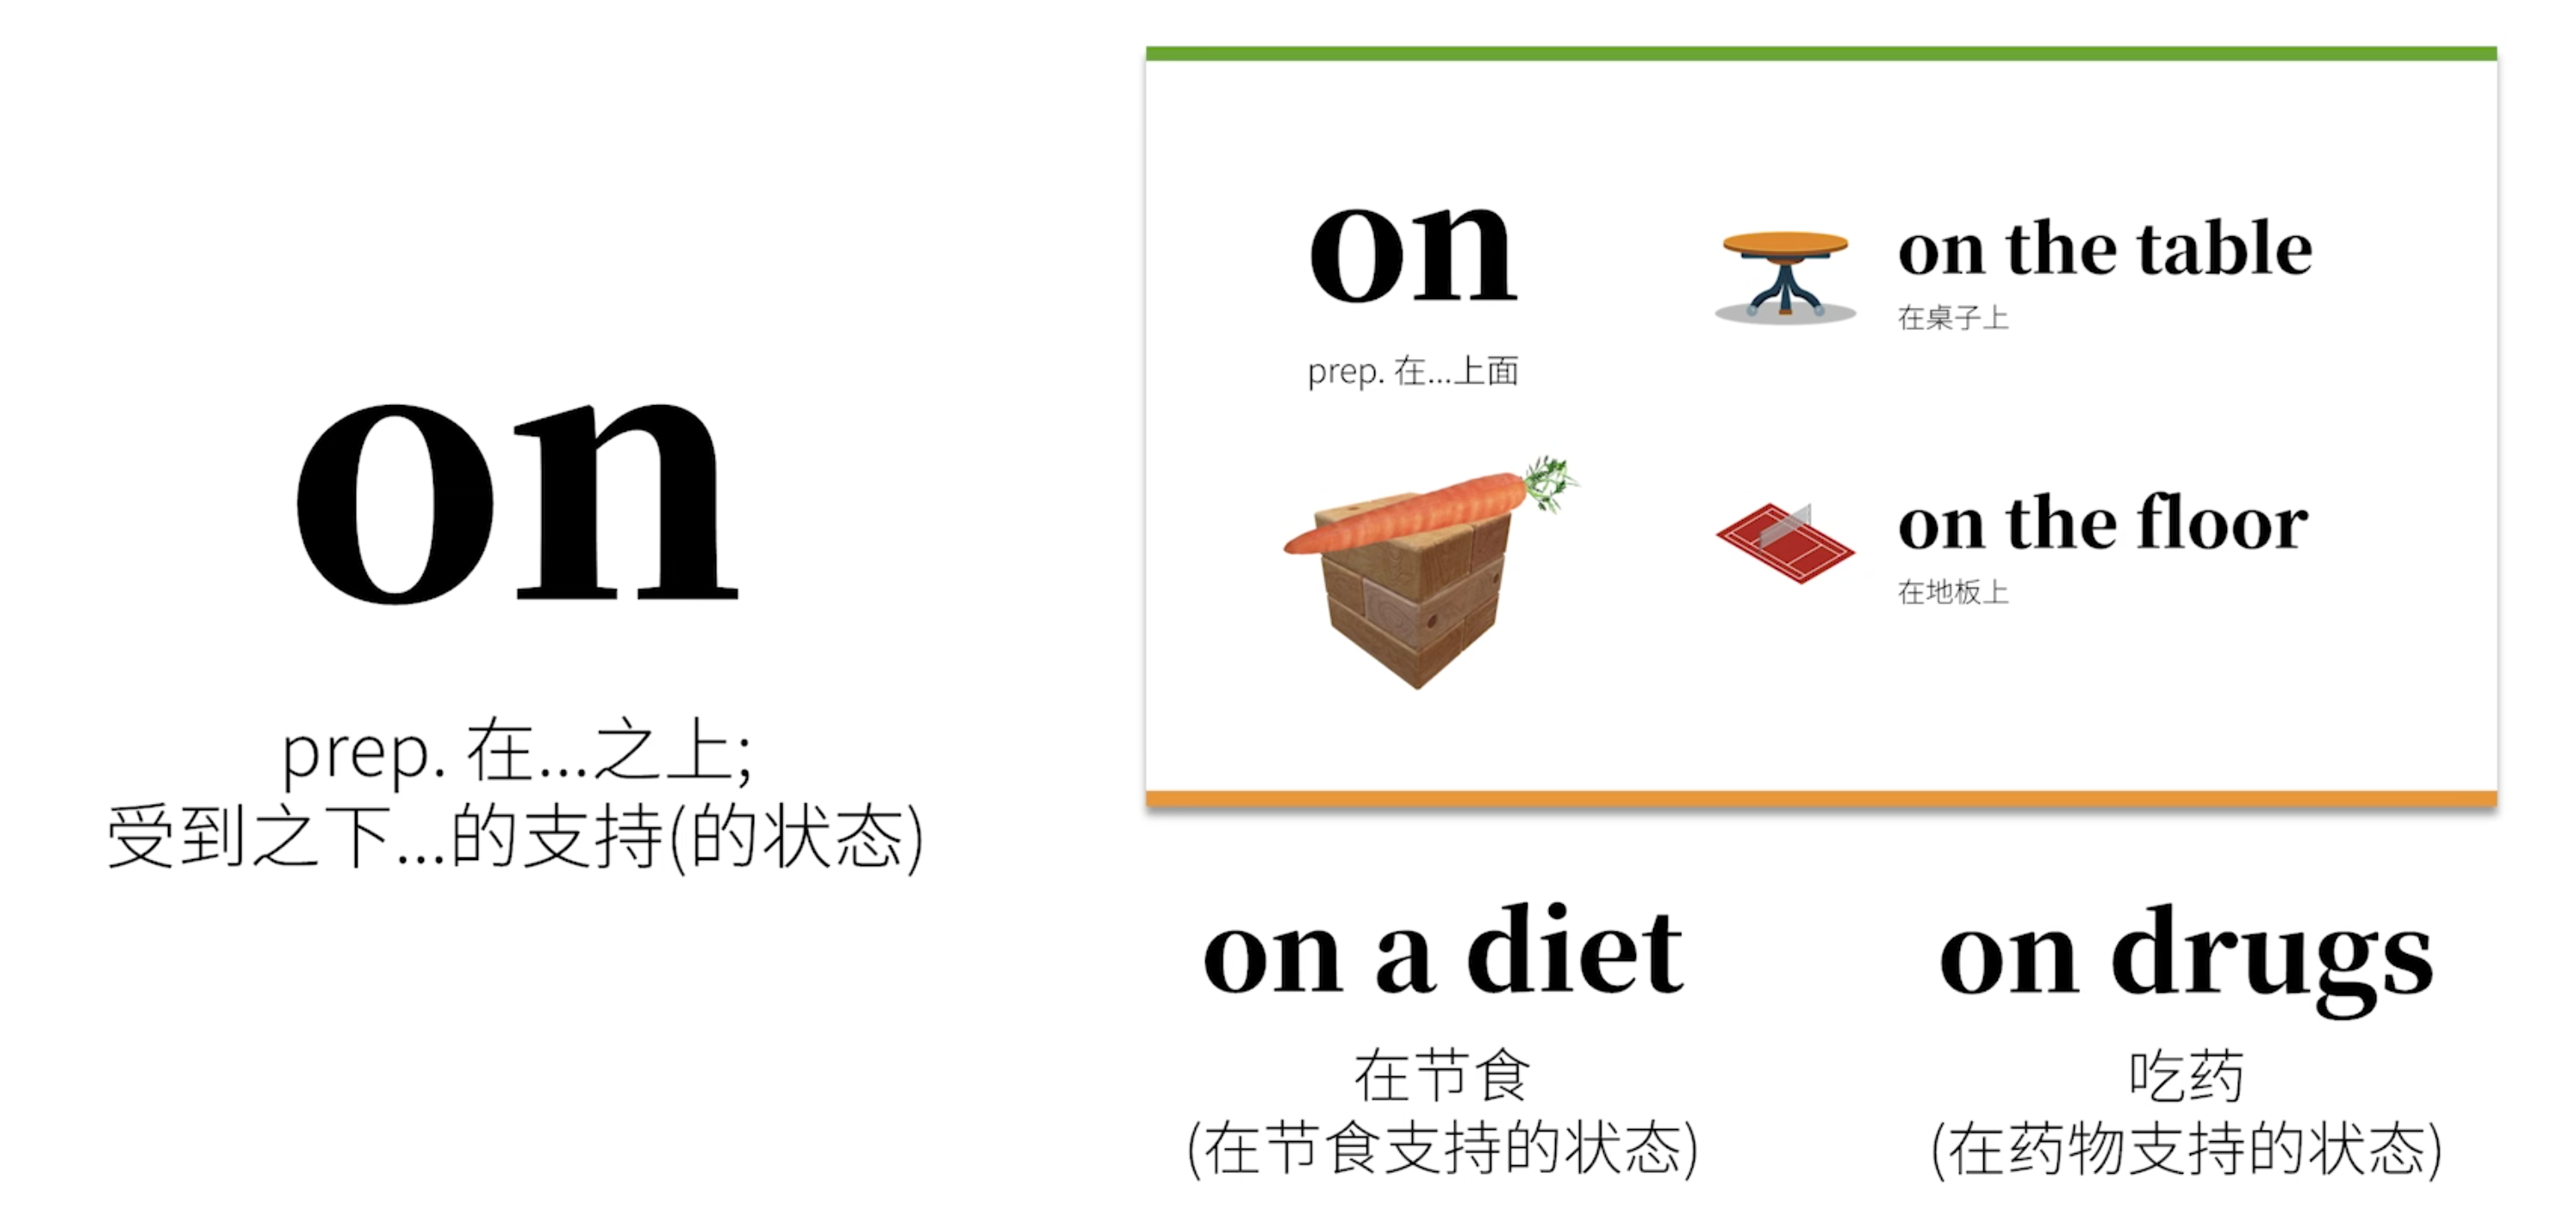 on
prep. 在...之上;
受到之下...的支持(的状态)
on
prep. 在...上面
on the table
在桌子上
on the floor
在地板上
on a diet
在节食
(在节食支持的状态)
on drugs
吃药
(在药物支持的状态)